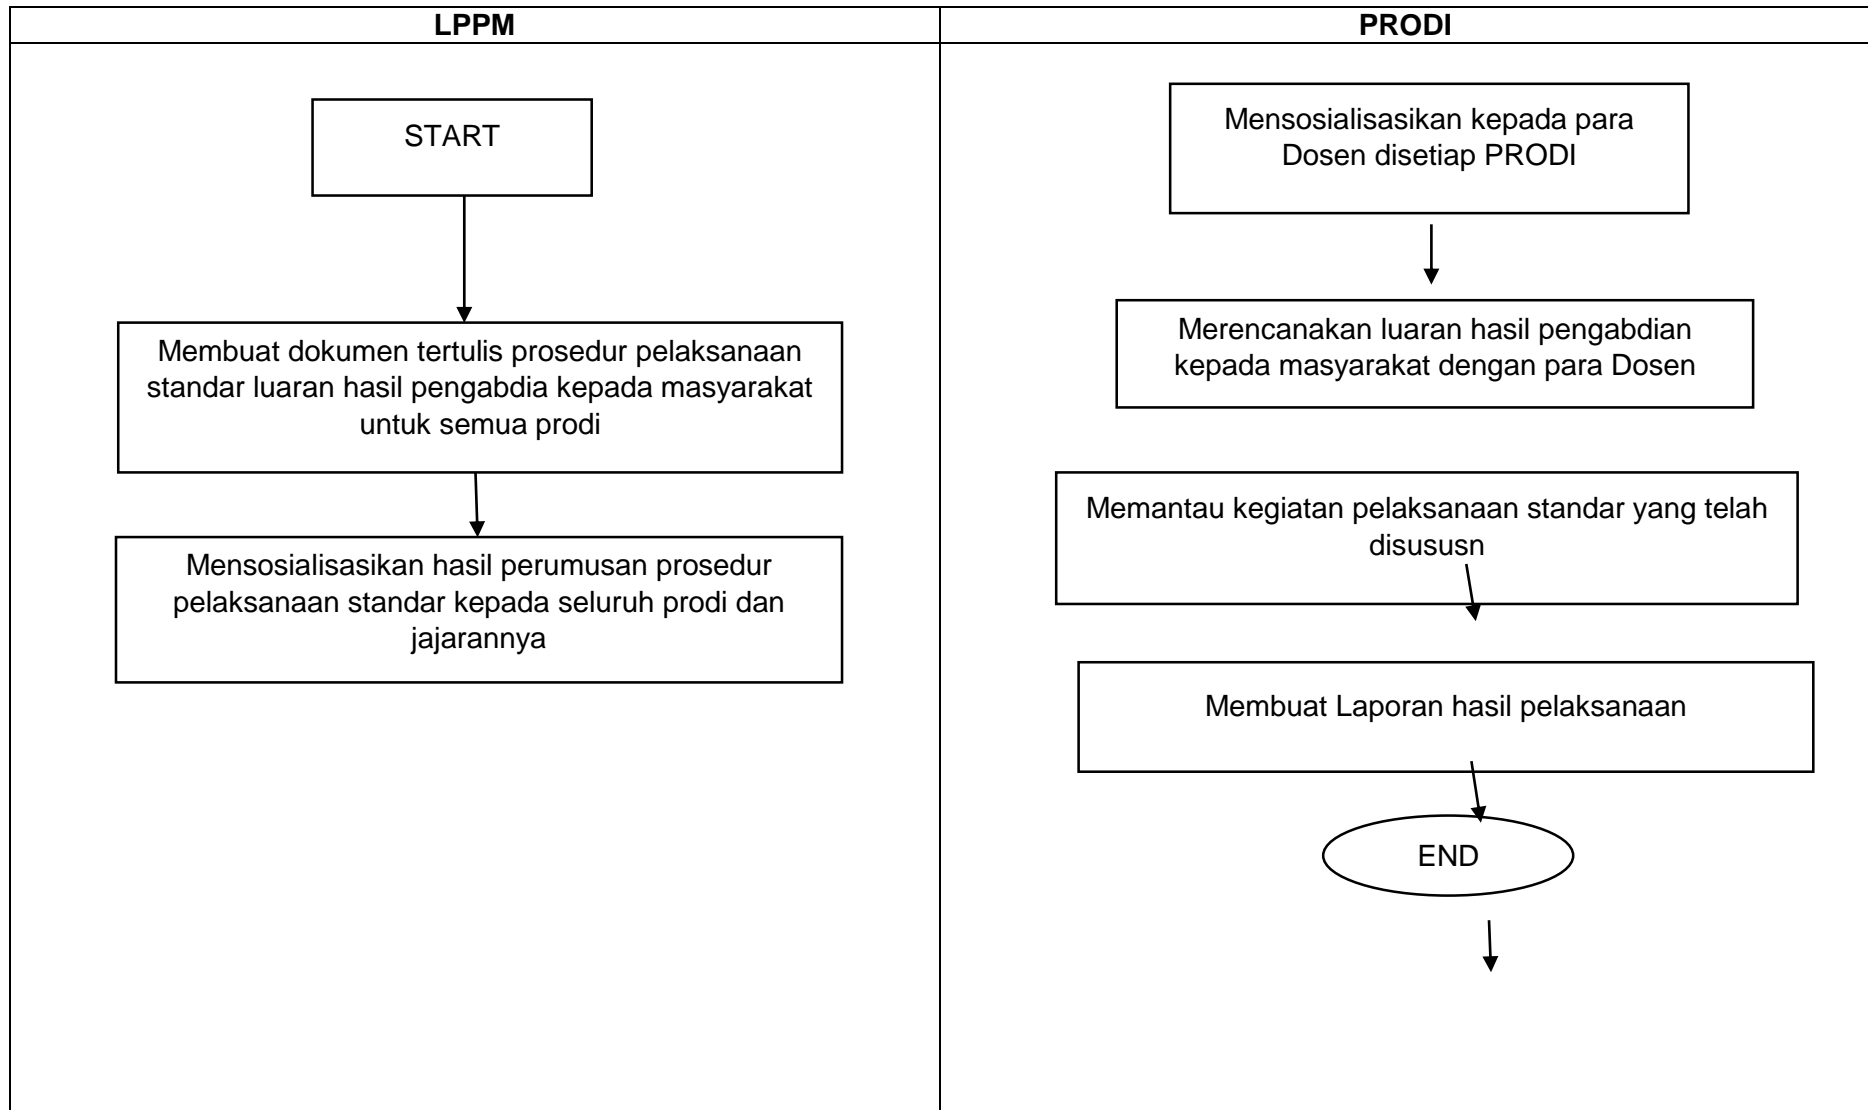 LPPM
PRODI
START
Membuat dokumen tertulis prosedur pelaksanaan
standar luaran hasil pengabdia kepada masyarakat
untuk semua prodi
Mensosialisasikan hasil perumusan prosedur
pelaksanaan standar kepada seluruh prodi dan
jajarannya
Mensosialisasikan kepada para
Dosen disetiap PRODI
Merencanakan luaran hasil pengabdian
kepada masyarakat dengan para Dosen
Memantau kegiatan pelaksanaan standar yang telah
disususn
Membuat Laporan hasil pelaksanaan
END